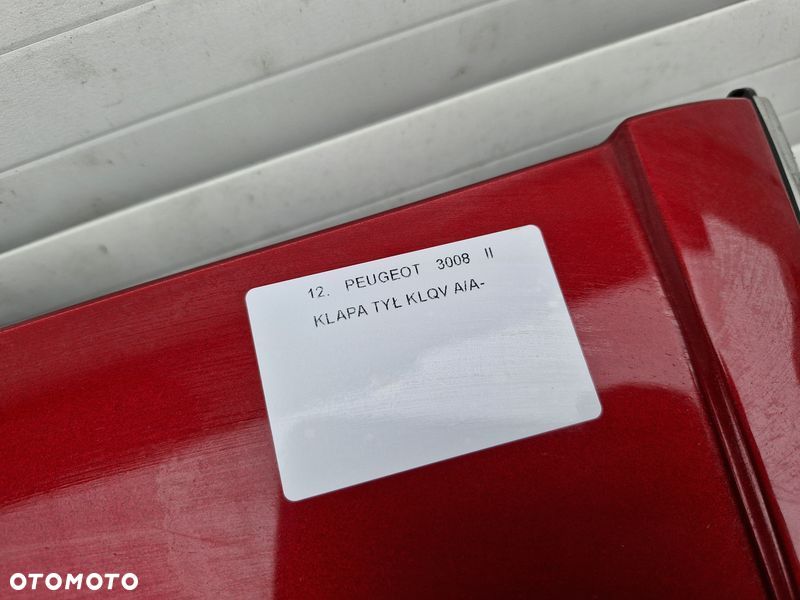 12. PEUGEOT 3008 II
KLAPA TYŁ KLQV A/A-
OTOMOTO